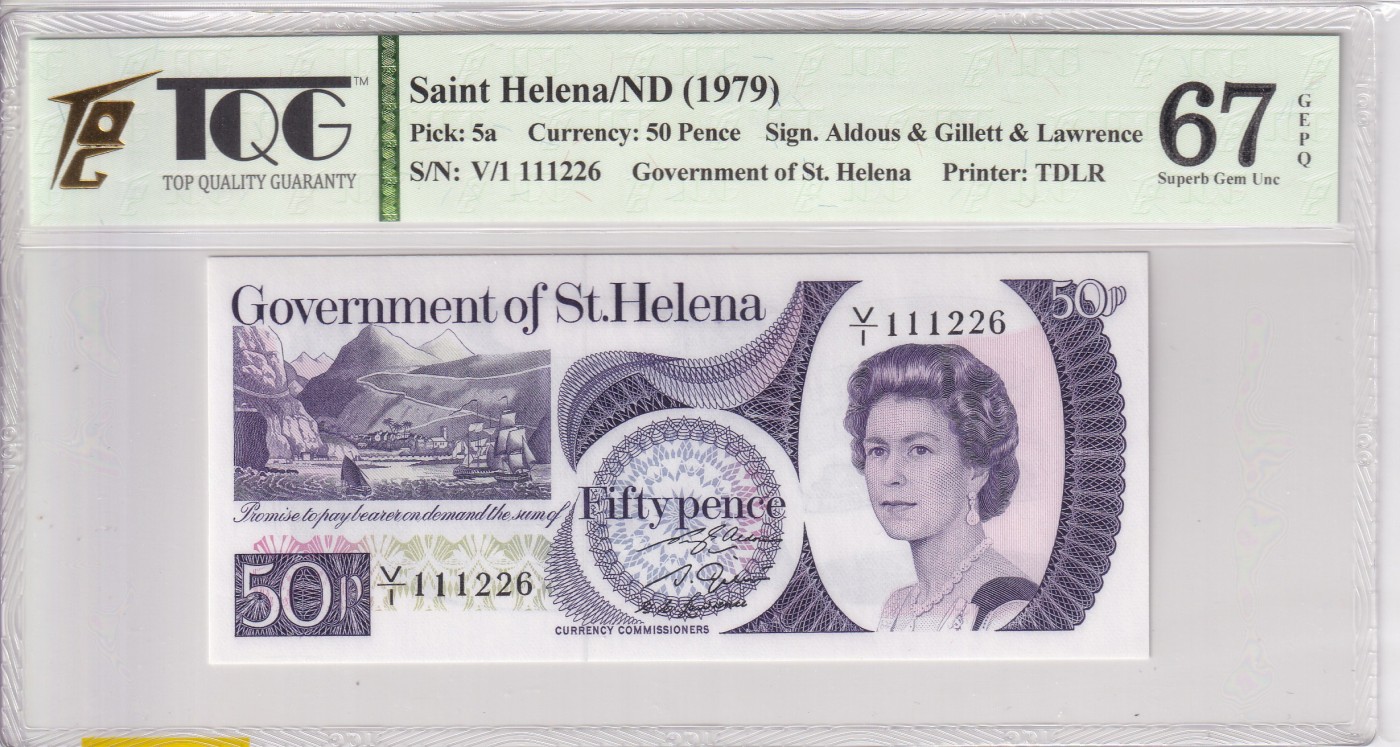 TQG™
TOP QUALITY GUARANTY
Saint Helena/ND (1979)
Pick: 5a Currency: 50 Pence Sign. Aldous & Gillett & Lawrence
S/N: V/1 111226 Government of St. Helena Printer: TDLR
67
GEPQ
Superb Gem Unc
Government of St.Helena
50p
V/1 111226
Promise to pay bearer on demand the sum of
Fifty pence
50p
V/1 111226
CURRENCY COMMISSIONERS